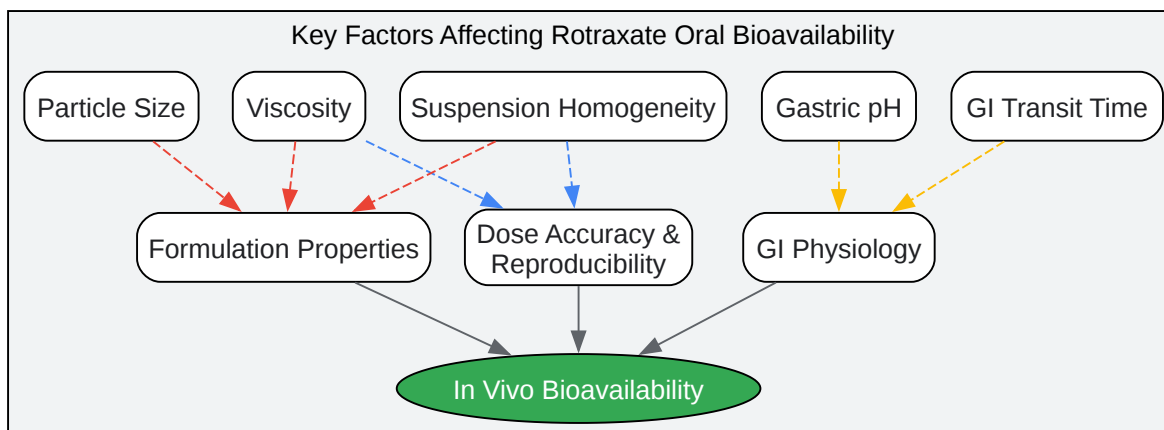 Key Factors Affecting Rotraxate Oral Bioavailability
Particle Size
Viscosity
Suspension Homogeneity
Gastric pH
GI Transit Time
Formulation Properties
Dose Accuracy &
Reproducibility
GI Physiology
In Vivo Bioavailability